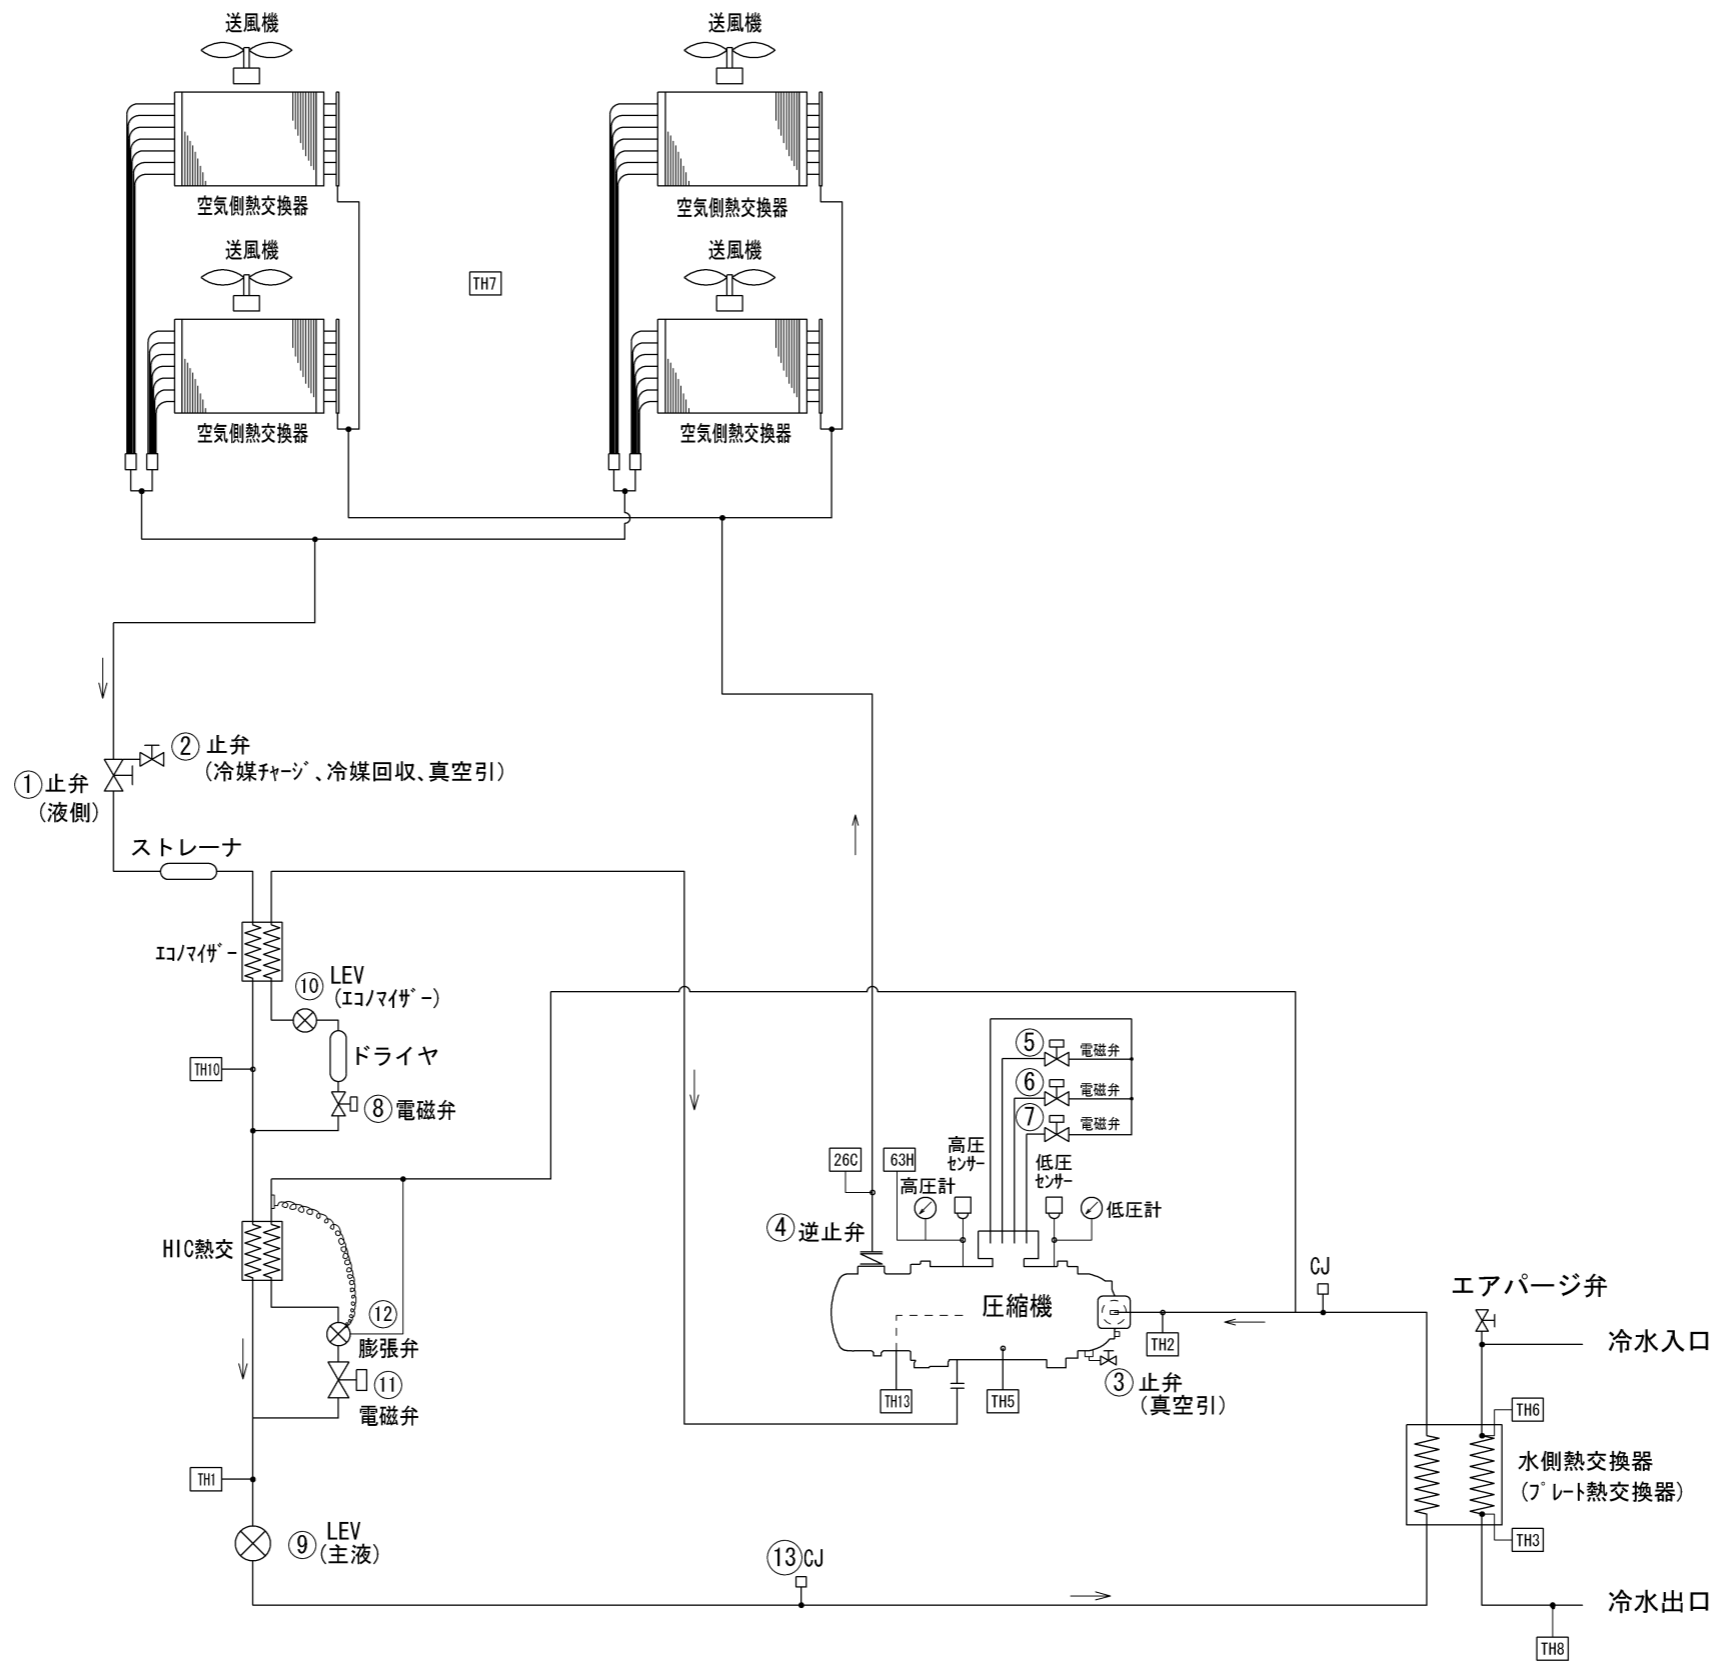 送風機
送風機
空気側熱交換器
空気側熱交換器
送風機
送風機
TH7
空気側熱交換器
空気側熱交換器
② 止弁
(冷媒ﾁｬｰｼﾞ、冷媒回収、真空引)
① 止弁
(液側)
ストレーナ
ｴｺﾉﾏｲｻﾞｰ
⑩ LEV
(ｴｺﾉﾏｲｻﾞｰ)
ドライヤ
TH10
⑧ 電磁弁
⑤ 電磁弁
⑥ 電磁弁
⑦ 電磁弁
26C
63H
高圧
ｾﾝｻｰ
低圧
ｾﾝｻｰ
高圧計
低圧計
④ 逆止弁
HIC熱交
圧縮機
CJ
エアパージ弁
⑫
膨張弁
TH2
冷水入口
⑪
電磁弁
TH13
TH5
③ 止弁
(真空引)
TH6
水側熱交換器
(ﾌﾟﾚｰﾄ熱交換器)
TH1
⑨ LEV
(主液)
TH3
⑬ CJ
冷水出口
TH8